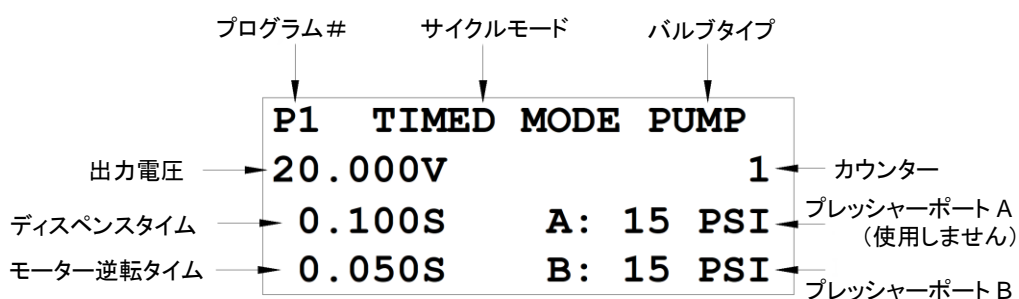 プログラム＃ サイクルモード バルブタイプ
P1 TIMED MODE PUMP
出力電圧 20.000V 1 カウンター
ディスペンスタイム 0.100S A: 15 PSI プレッシャーポート A
（使用しません）
モーター逆転タイム 0.050S B: 15 PSI プレッシャーポート B